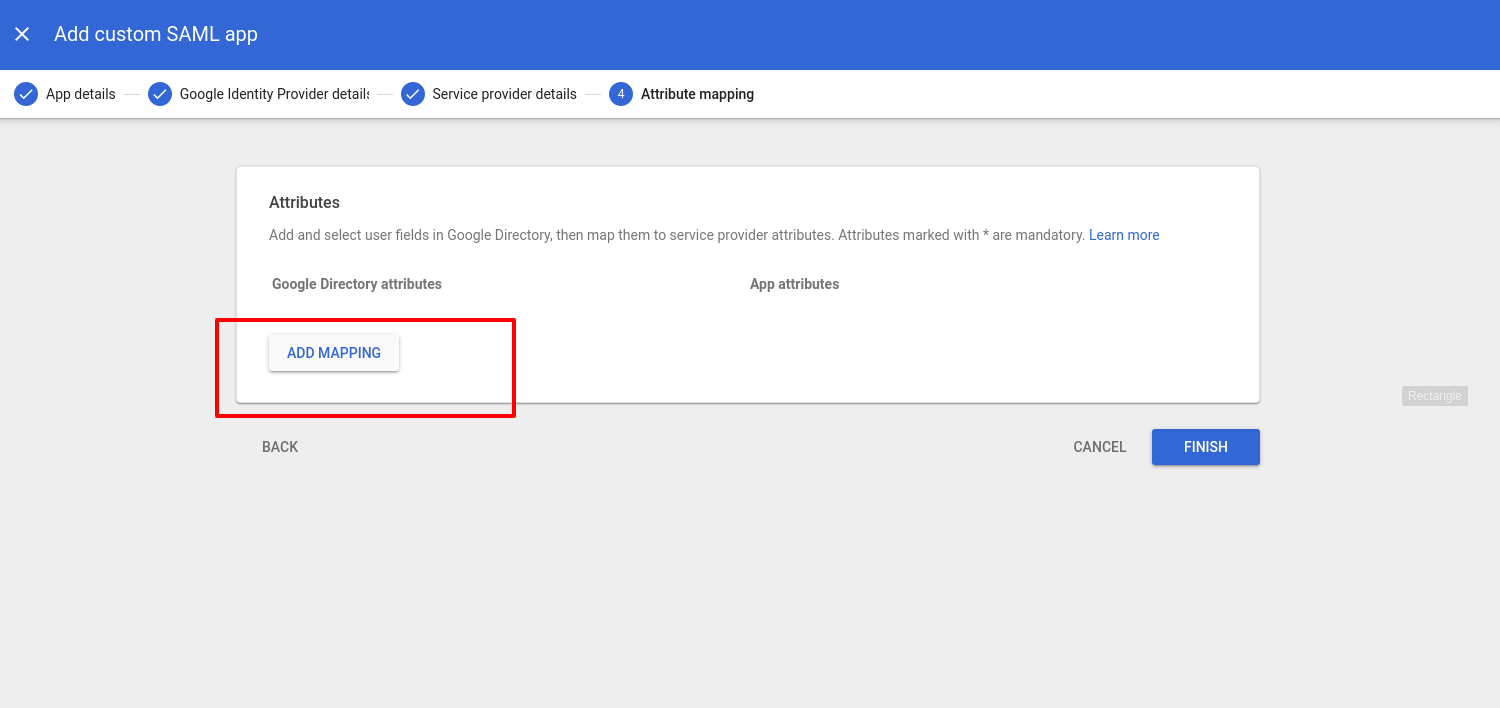 Add custom SAML app
App details
Google Identity Provider details
Service provider details
4 Attribute mapping
Attributes
Add and select user fields in Google Directory, then map them to service provider attributes. Attributes marked with * are mandatory. Learn more
Google Directory attributes
App attributes
ADD MAPPING
Rectangle
BACK
CANCEL
FINISH